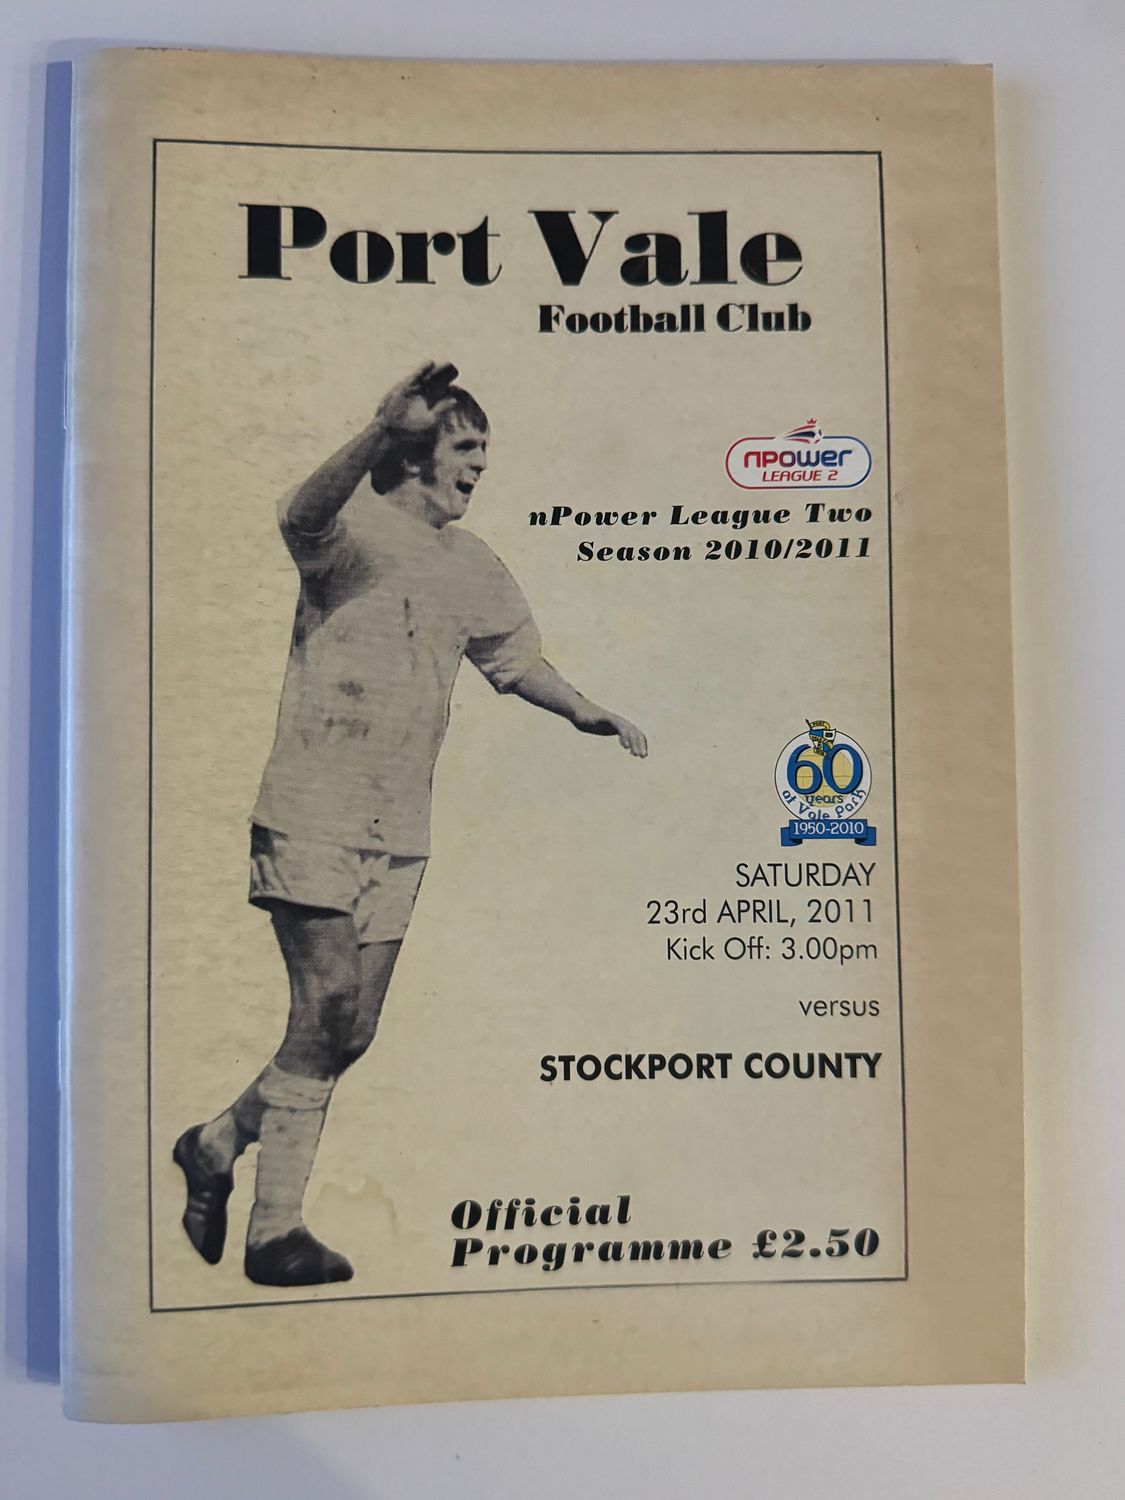 Port Vale
Football Club
nPOWER
LEAGUE 2
nPower League Two
Season 2010/2011
60
years
at Vale Park
1950-2010
SATURDAY
23rd APRIL, 2011
Kick Off: 3.00pm
versus
STOCKPORT COUNTY
Official
Programme £2.50